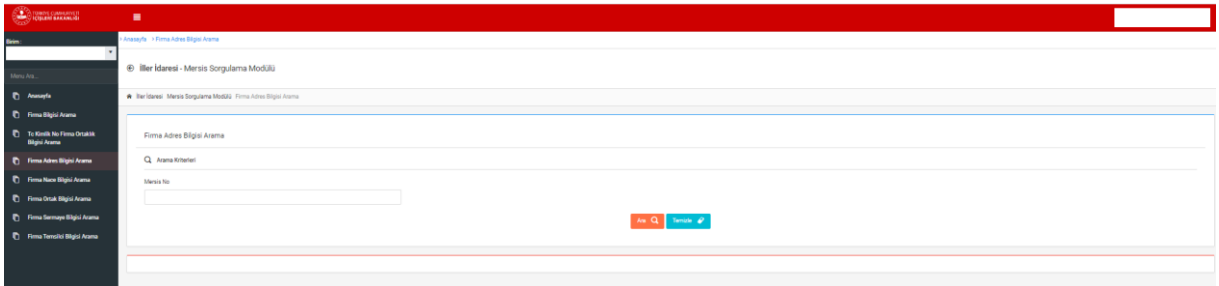 TÜRKİYE CUMHURİYETİ
İÇİŞLERİ BAKANLIĞI
Birim:
Menu Ara...
Anasayfa
Firma Bilgisi Arama
Tc Kimlik No Firma Ortaklık
Bilgisi Arama
Firma Adres Bilgisi Arama
Firma Nace Bilgisi Arama
Firma Ortak Bilgisi Arama
Firma Sermaye Bilgisi Arama
Firma Temsilci Bilgisi Arama
› Anasayfa › Firma Adres Bilgisi Arama
İller İdaresi - Mersis Sorgulama Modülü
İller İdaresi Mersis Sorgulama Modülü Firma Adres Bilgisi Arama
Firma Adres Bilgisi Arama
Arama Kriterleri
Mersis No
Ara
Temizle